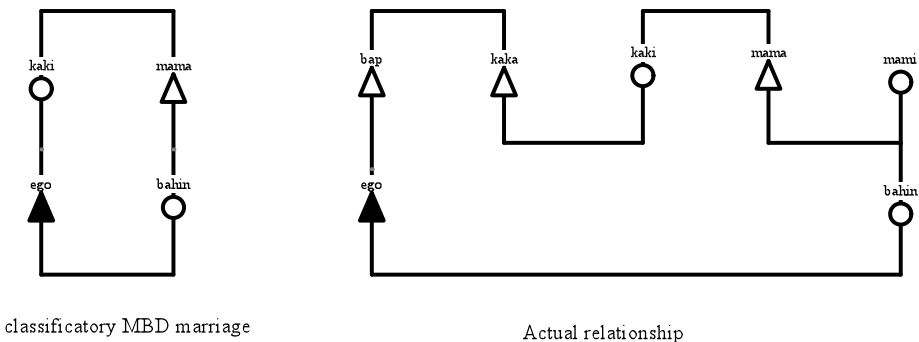 kaki mama
ego bahin
classificatory MBD marriage
bap kaka kaki mama mami
ego bahin
Actual relationship